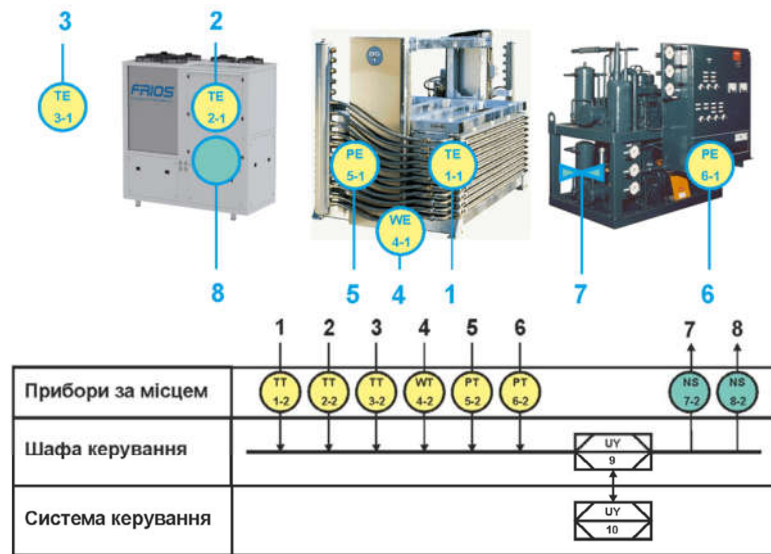 3
2
TE
3-1
FRIOS
TE
2-1
8
PE
5-1
TE
1-1
WE
4-1
5
4
1
PE
6-1
7
6
1
2
3
4
5
6
7
8
Прибори за місцем
TT
1-2
TT
2-2
TT
3-2
WT
4-2
PT
5-2
PT
6-2
NS
7-2
NS
8-2
Шафа керування
UY
9
Система керування
UY
10